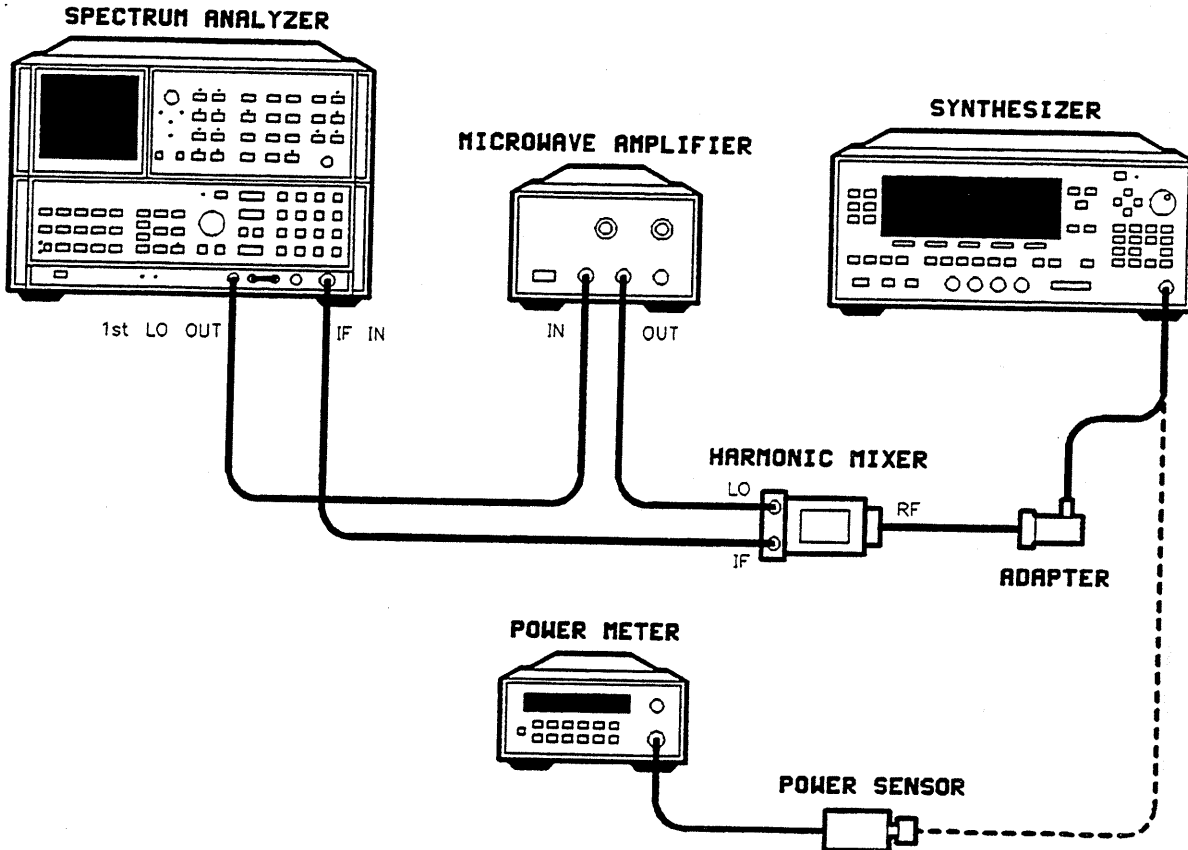 SPECTRUM ANALYZER
SYNTHESIZER
MICROWAVE AMPLIFIER
1st LO OUT
IF IN
IN
OUT
HARMONIC MIXER
LO
RF
IF
ADAPTER
POWER METER
POWER SENSOR